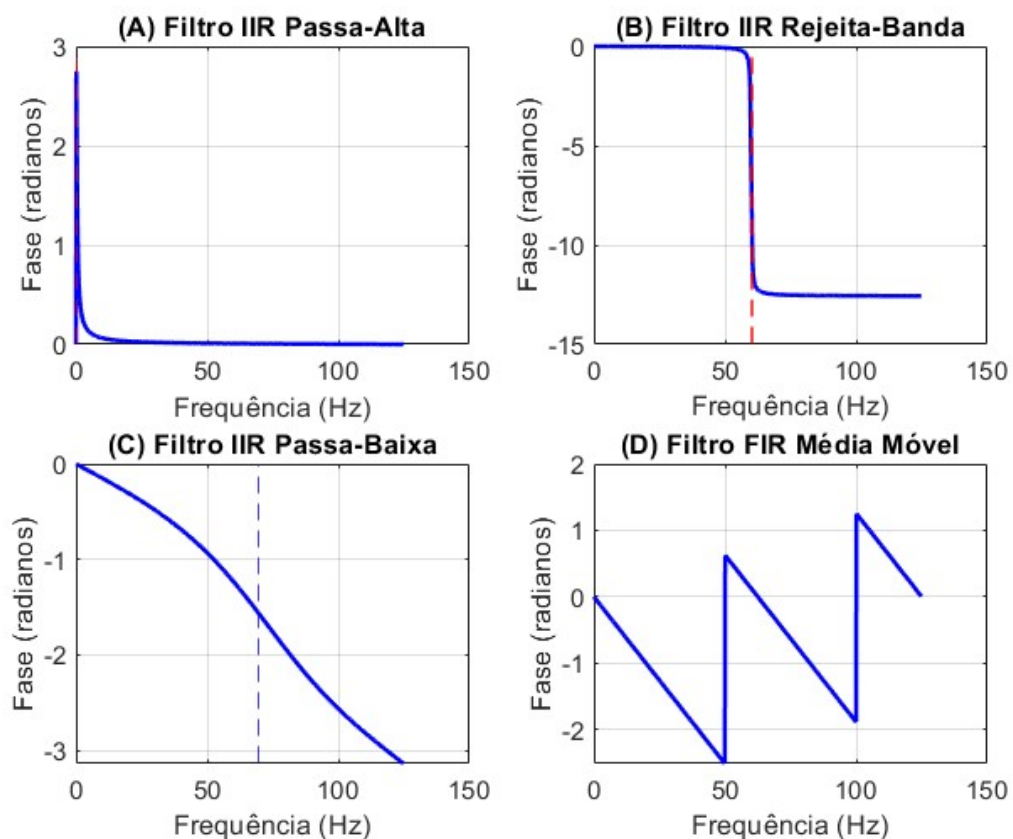 (A) Filtro IIR Passa-Alta
3
2
1
0
Fase (radianos)
0 50 100 150
Frequência (Hz)
(B) Filtro IIR Rejeita-Banda
0
-5
-10
-15
Fase (radianos)
0 50 100 150
Frequência (Hz)
(C) Filtro IIR Passa-Baixa
0
-1
-2
-3
Fase (radianos)
0 50 100 150
Frequência (Hz)
(D) Filtro FIR Média Móvel
2
1
0
-1
-2
Fase (radianos)
0 50 100 150
Frequência (Hz)